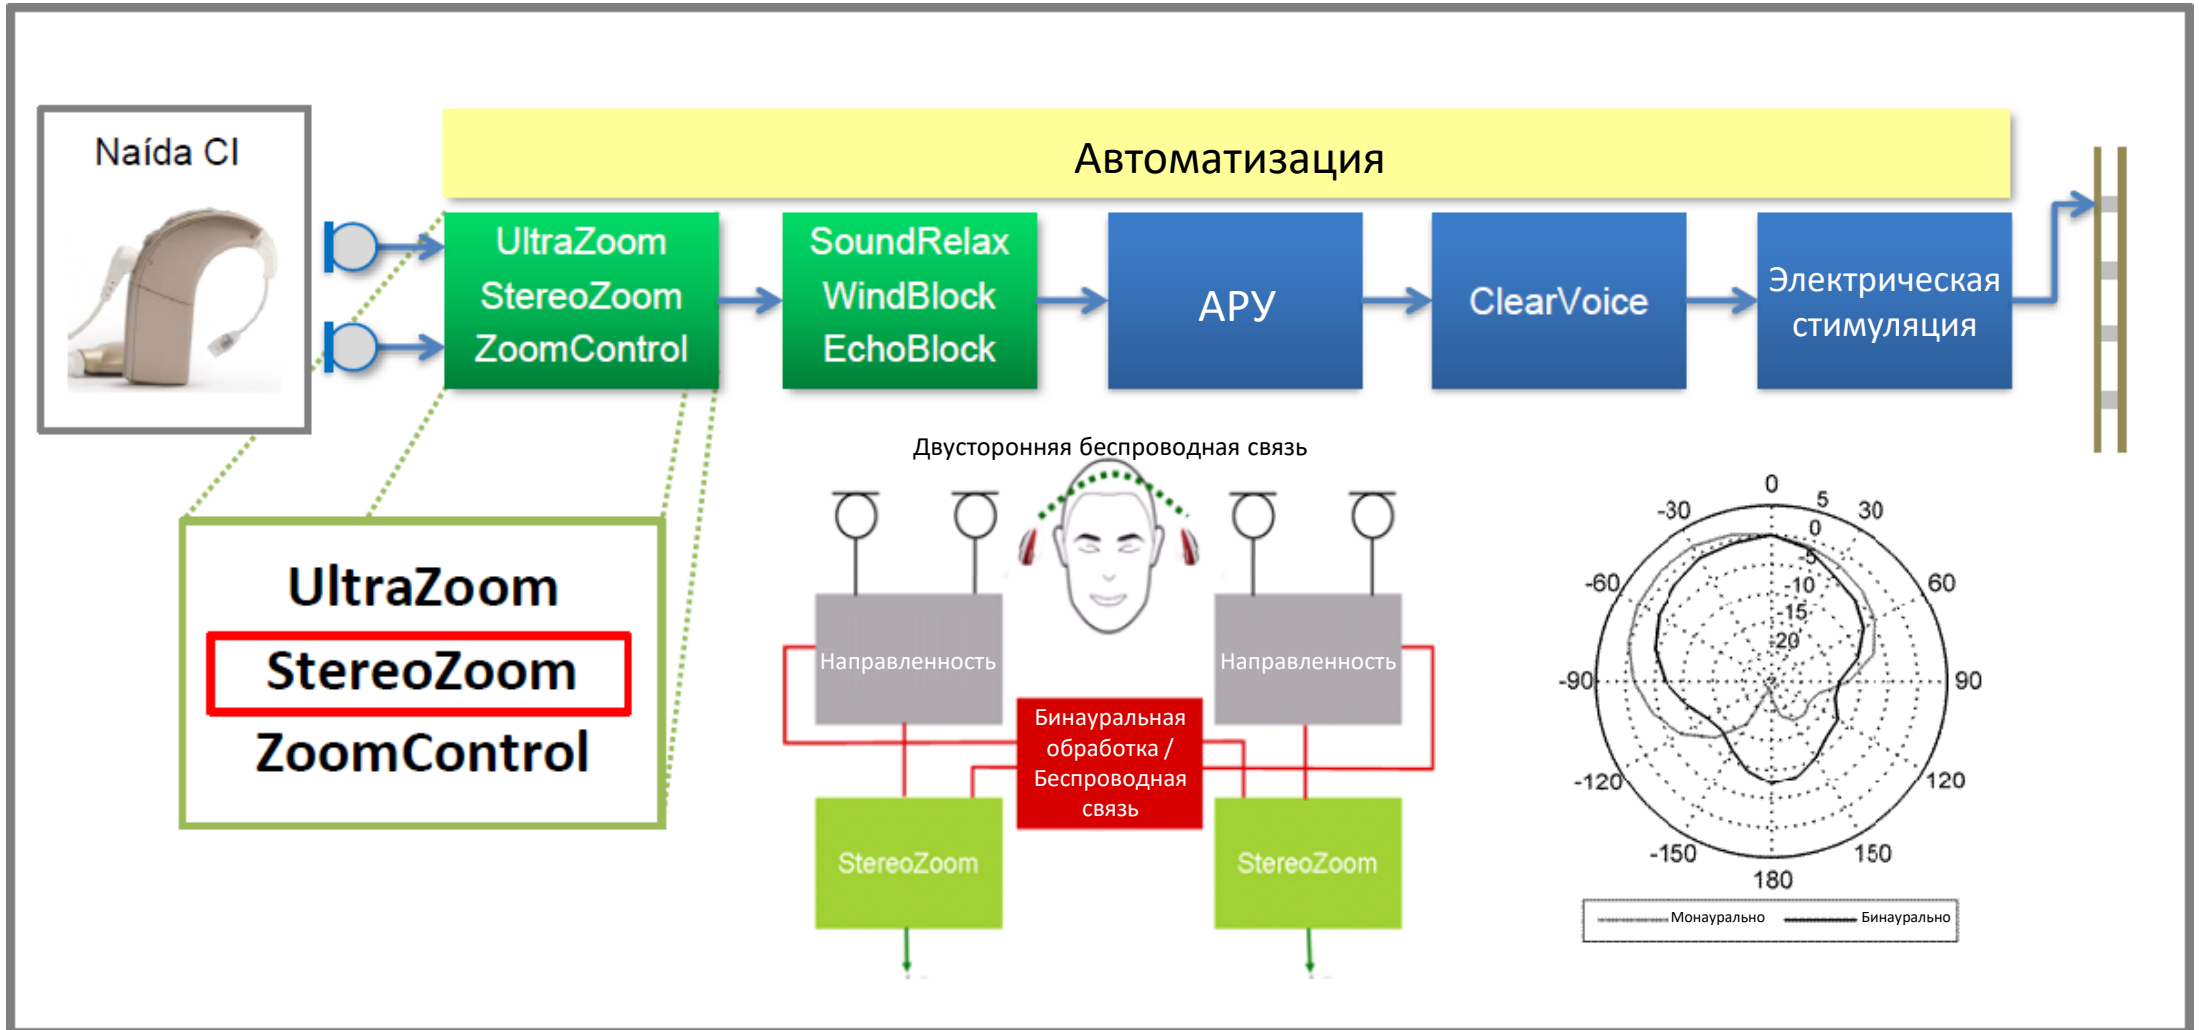 Naída CI
Автоматизация
UltraZoom
StereoZoom
ZoomControl
SoundRelax
WindBlock
EchoBlock
АРУ
ClearVoice
Электрическая
стимуляция
UltraZoom
StereoZoom
ZoomControl
Двусторонняя беспроводная связь
Направленность
Направленность
Бинауральная
обработка /
Беспроводная
связь
StereoZoom
StereoZoom
0
5
-30
30
0
-5
-60
-10
60
-15
-20
-90
90
-120
120
-150
150
180
Монаурально
Бинаурально